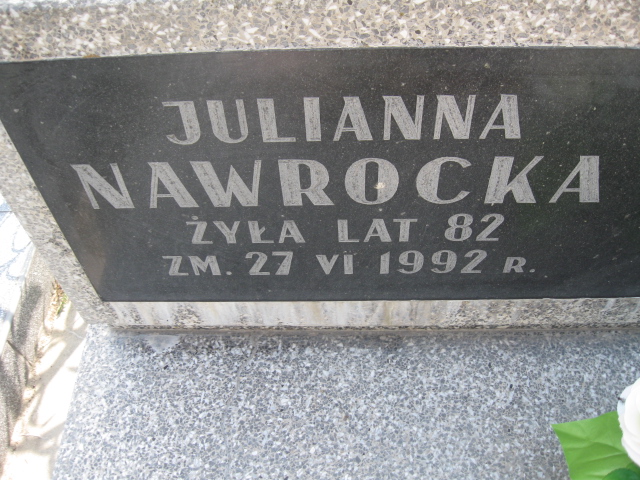 JULIANNA
NAWROCKA
ŻYŁA LAT 82
ZM. 27 VI 1992 R.